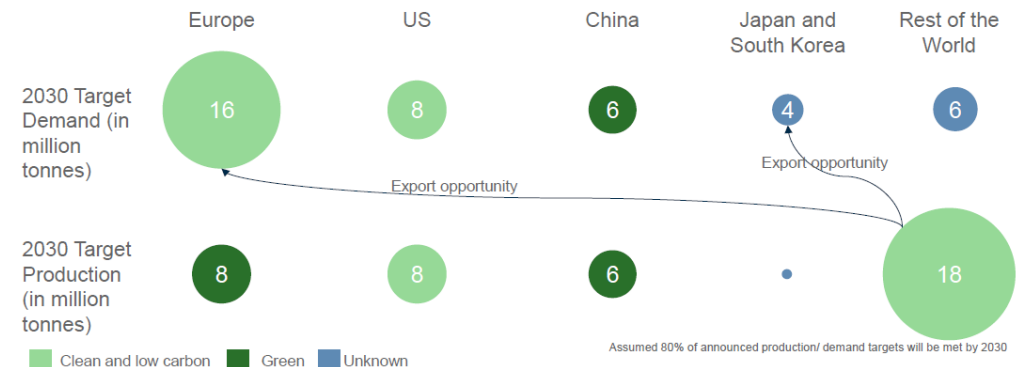 Europe
US
China
Japan and
South Korea
Rest of the
World
2030 Target
Demand (in
million
tonnes)
16
8
6
4
6
Export opportunity
Export opportunity
2030 Target
Production
(in million
tonnes)
8
8
6
18
Assumed 80% of announced production/ demand targets will be met by 2030
Clean and low carbon
Green
Unknown